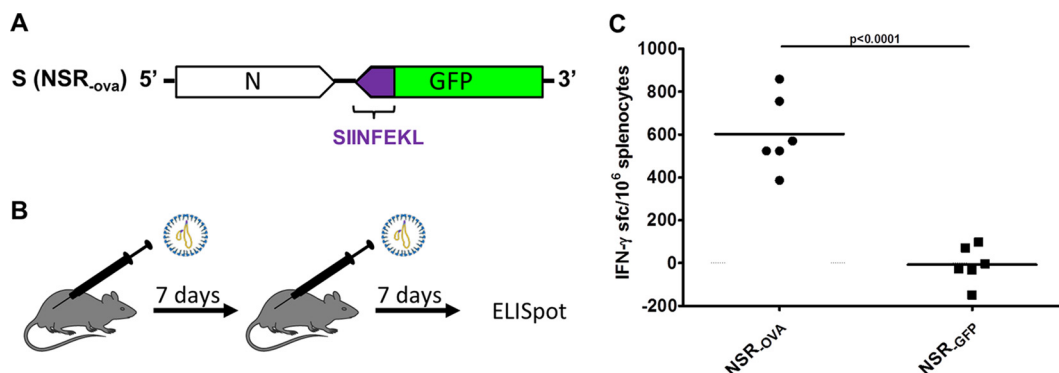 A
S (NSR-ova) 5’ N GFP 3’
SIINFEKL
B
7 days 7 days ELISpot
C
p<0.0001
IFN-γ sfc/10⁶ splenocytes
1000
800
600
400
200
0
-200
NSR-OVA NSR-GFP